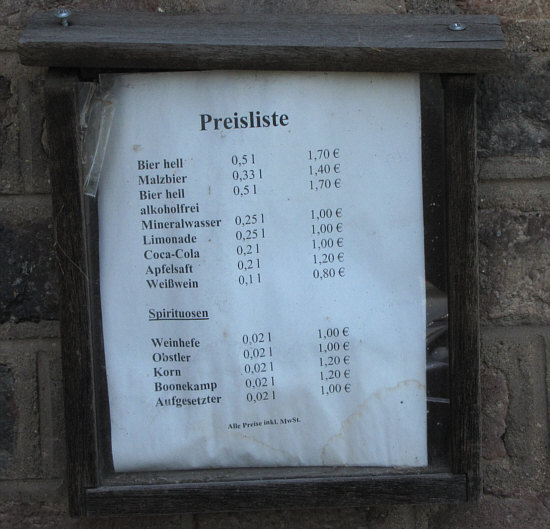 Preisliste
Bier hell 0,5 l 1,70 €
Malzbier 0,33 l 1,40 €
Bier hell 0,5 l 1,70 €
alkoholfrei
Mineralwasser 0,25 l 1,00 €
Limonade 0,25 l 1,00 €
Coca-Cola 0,2 l 1,00 €
Apfelsaft 0,2 l 1,20 €
Weißwein 0,1 l 0,80 €
Spirituosen
Weinhefe 0,02 l 1,00 €
Obstler 0,02 l 1,00 €
Korn 0,02 l 1,20 €
Boonekamp 0,02 l 1,20 €
Aufgesetzter 0,02 l 1,00 €
Alle Preise inkl. MwSt.